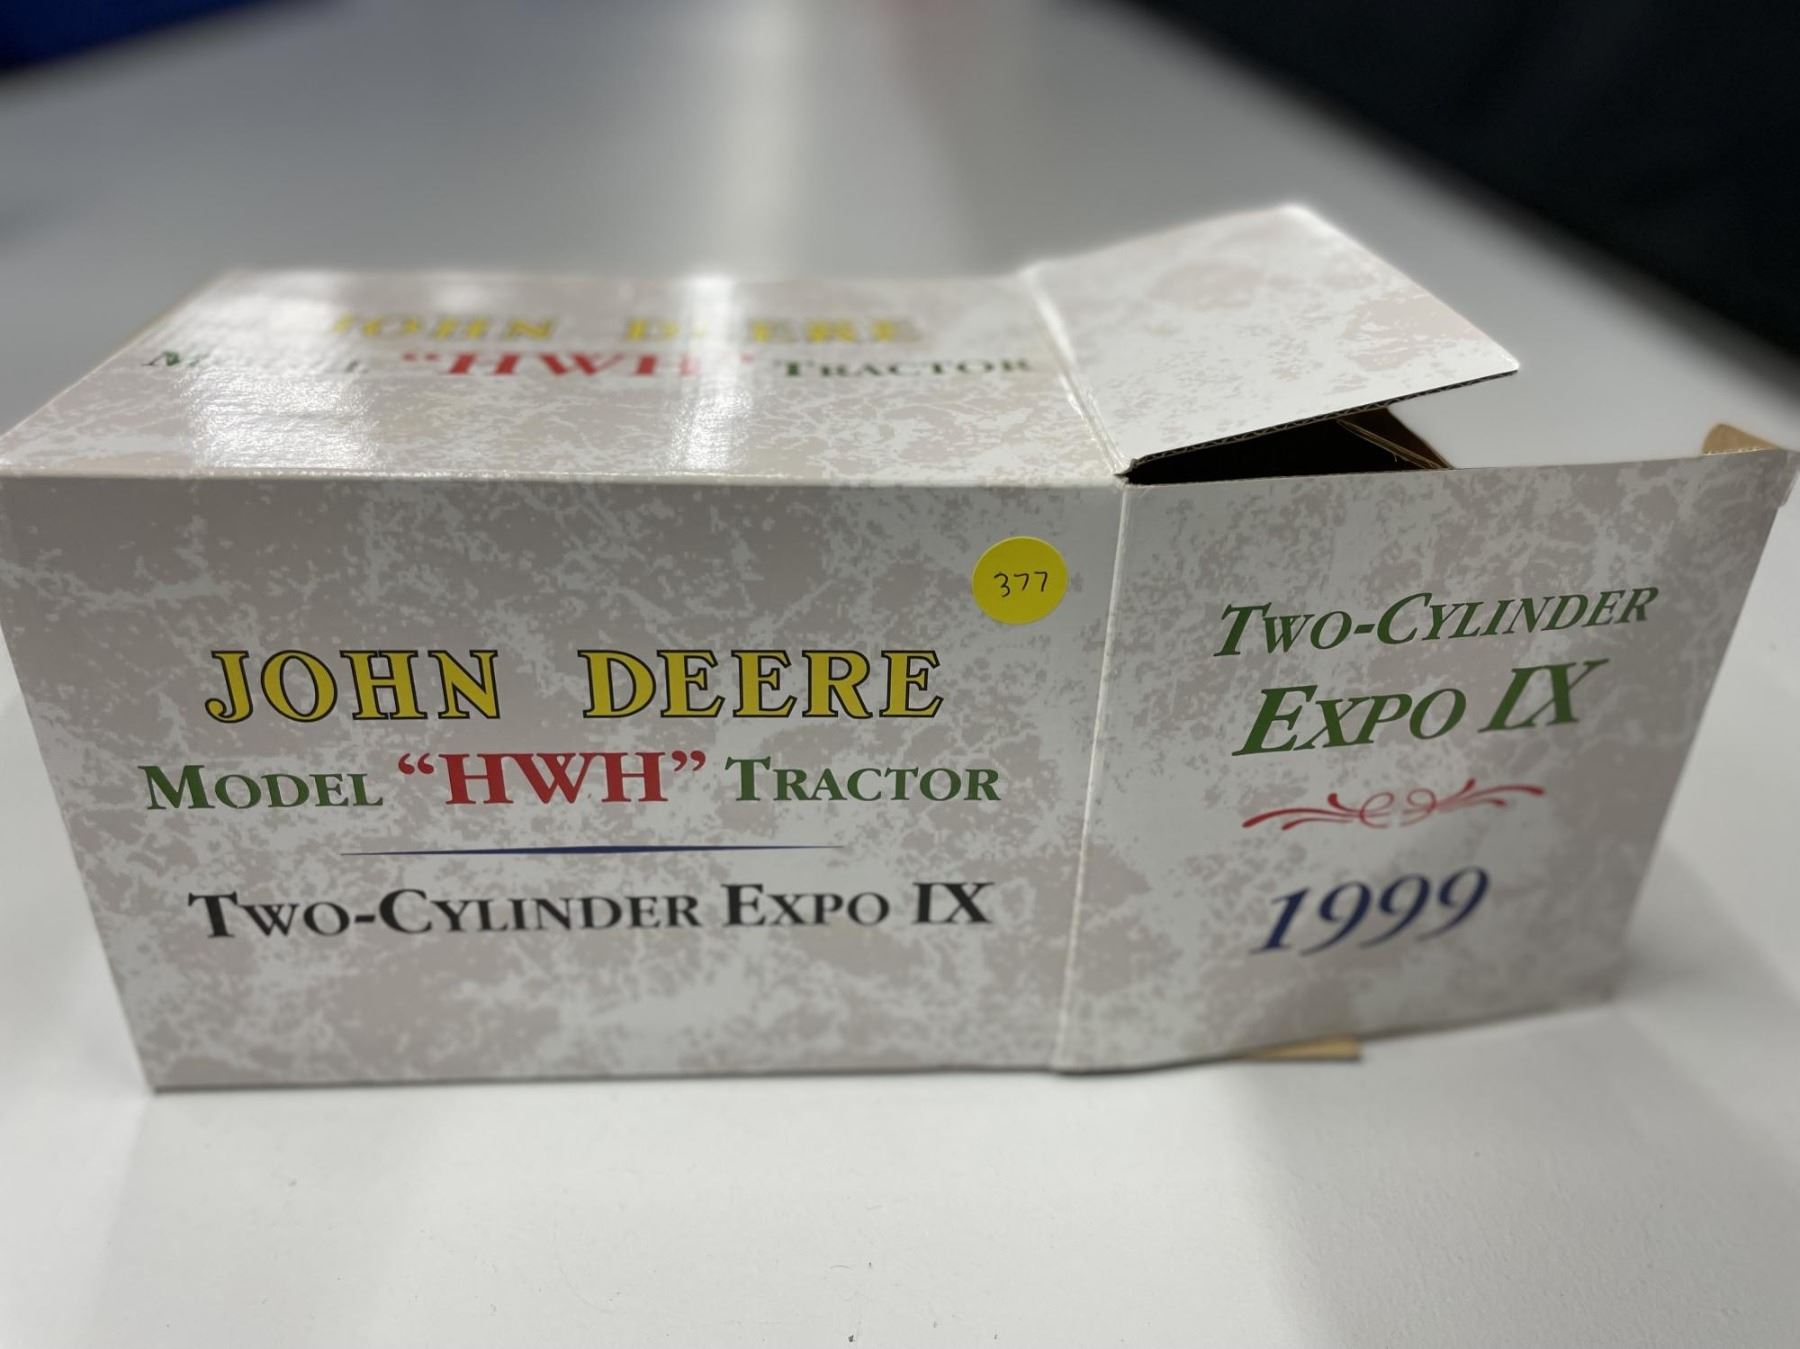 JOHN DEERE
MODEL "HWH" TRACTOR
377
JOHN DEERE
MODEL “HWH” TRACTOR
TWO-CYLINDER EXPO IX
TWO-CYLINDER
EXPO IX
1999